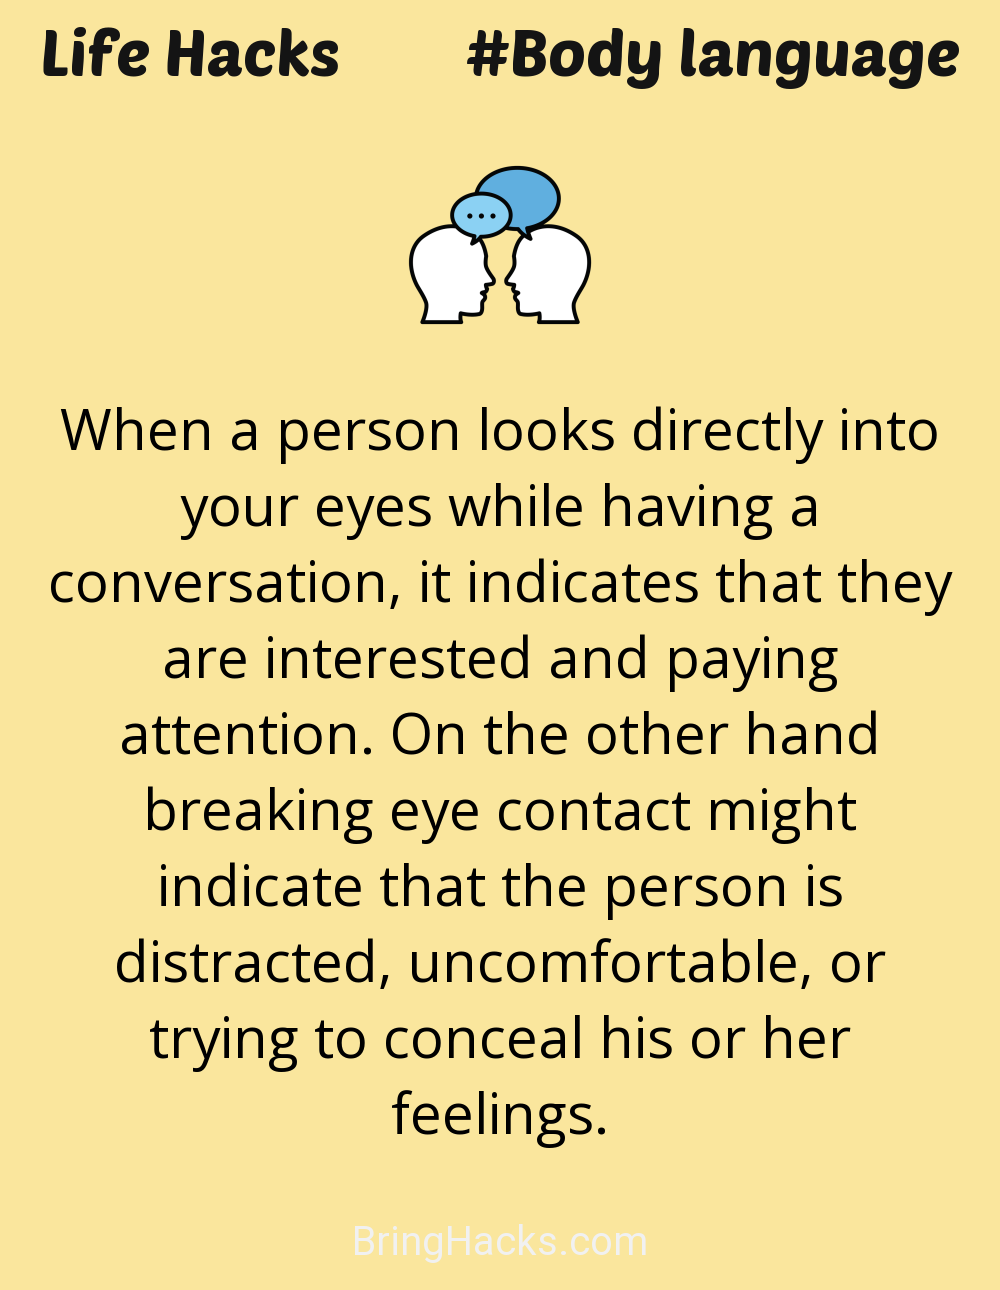 Life Hacks #Body language
When a person looks directly into
your eyes while having a
conversation, it indicates that they
are interested and paying
attention. On the other hand
breaking eye contact might
indicate that the person is
distracted, uncomfortable, or
trying to conceal his or her
feelings.
BringHacks.com